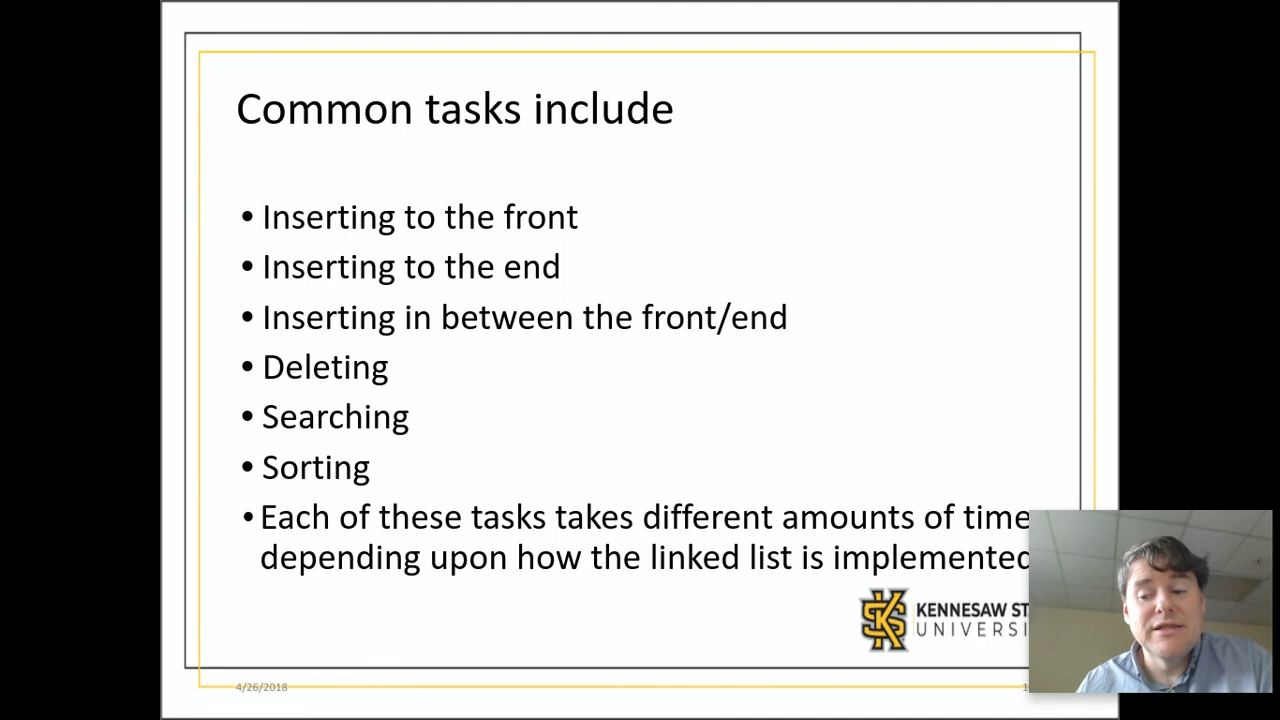 Common tasks include
• Inserting to the front
• Inserting to the end
• Inserting in between the front/end
• Deleting
• Searching
• Sorting
• Each of these tasks takes different amounts of time
depending upon how the linked list is implemented
KENNESAW
4/26/2018